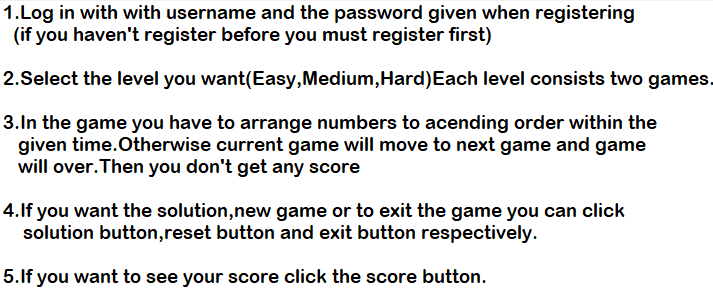 1.Log in with with username and the password given when registering
(if you haven't register before you must register first)
2.Select the level you want(Easy,Medium,Hard)Each level consists two games.
3.In the game you have to arrange numbers to acending order within the
given time.Otherwise current game will move to next game and game
will over.Then you don't get any score
4.If you want the solution,new game or to exit the game you can click
solution button,reset button and exit button respectively.
5.If you want to see your score click the score button.